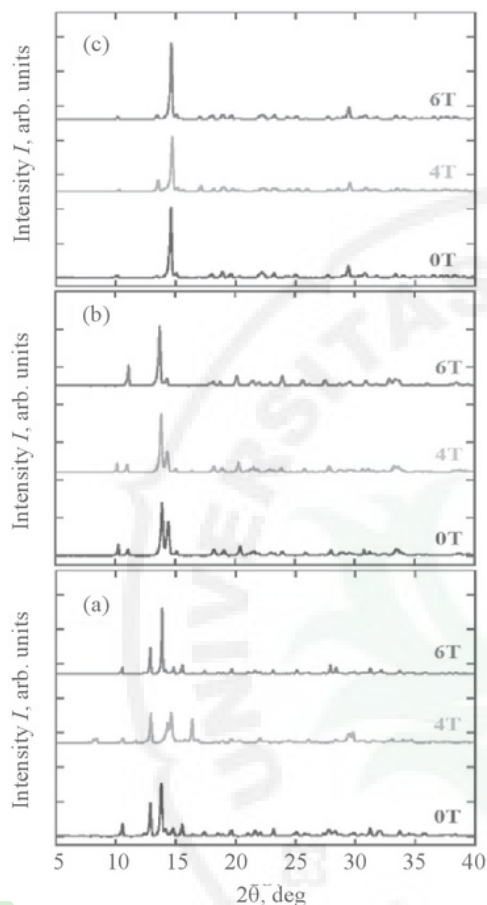 (c)
Intensity I, arb. units
6T
4T
0T
(b)
Intensity I, arb. units
6T
4T
0T
(a)
Intensity I, arb. units
6T
4T
0T
5 10 15 20 25 30 35 40
2θ, deg
UNIVERSITAS